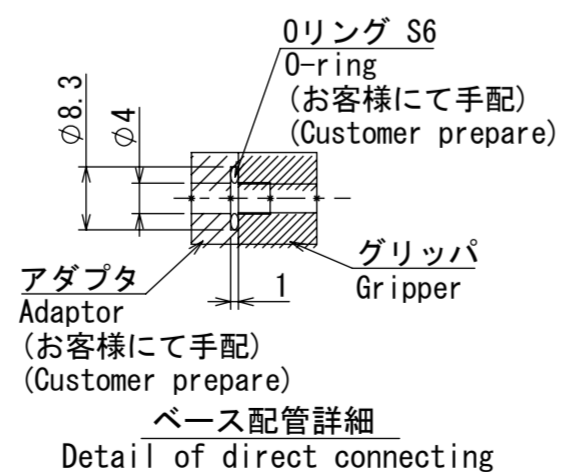 Oリング S6
O-ring
(お客様にて手配)
(Customer prepare)
φ8.3
φ4
グリッパ
Gripper
アダプタ
Adaptor
(お客様にて手配)
(Customer prepare)
1
ベース配管詳細
Detail of direct connecting